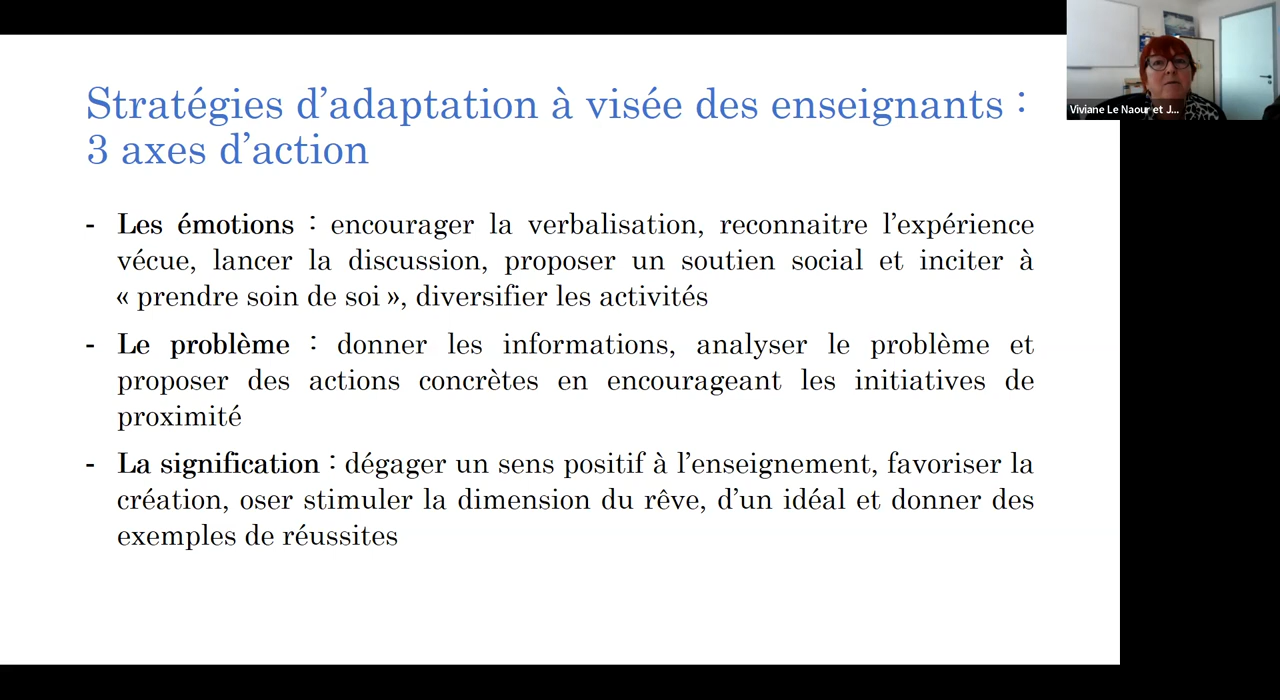 Stratégies d’adaptation à visée des enseignants :
3 axes d’action
- Les émotions : encourager la verbalisation, reconnaitre l’expérience
vécue, lancer la discussion, proposer un soutien social et inciter à
« prendre soin de soi », diversifier les activités
- Le problème : donner les informations, analyser le problème et
proposer des actions concrètes en encourageant les initiatives de
proximité
- La signification : dégager un sens positif à l’enseignement, favoriser la
création, oser stimuler la dimension du rêve, d’un idéal et donner des
exemples de réussites
Viviane Le Naour et J...